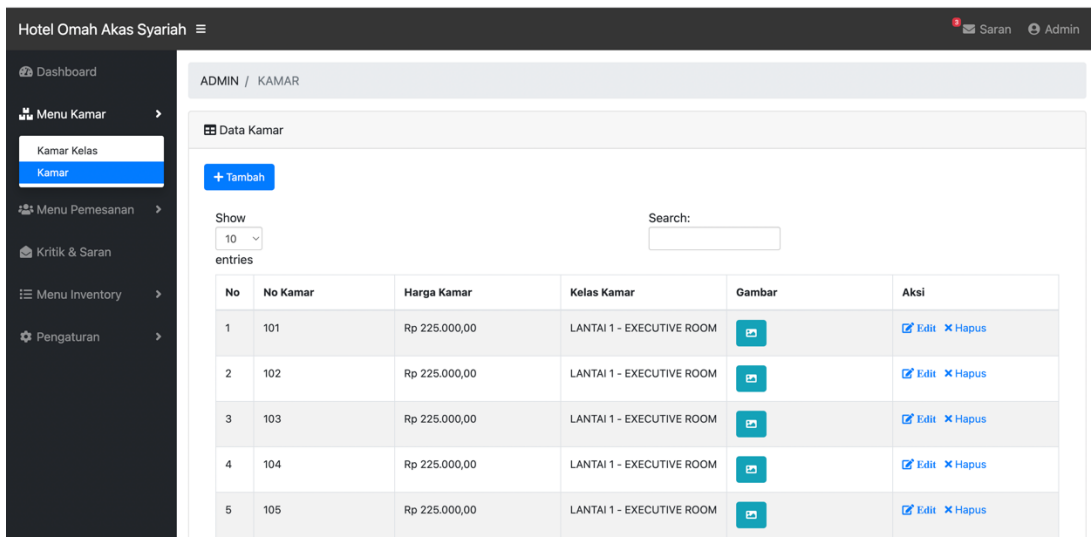 Hotel Omah Akas Syariah
3 Saran Admin
Dashboard
Menu Kamar
Kamar Kelas
Kamar
Menu Pemesanan
Kritik & Saran
Menu Inventory
Pengaturan
ADMIN / KAMAR
Data Kamar
+ Tambah
Show
10
entries
Search:
No No Kamar Harga Kamar Kelas Kamar Gambar Aksi
1 101 Rp 225.000,00 LANTAI 1 - EXECUTIVE ROOM Edit Hapus
2 102 Rp 225.000,00 LANTAI 1 - EXECUTIVE ROOM Edit Hapus
3 103 Rp 225.000,00 LANTAI 1 - EXECUTIVE ROOM Edit Hapus
4 104 Rp 225.000,00 LANTAI 1 - EXECUTIVE ROOM Edit Hapus
5 105 Rp 225.000,00 LANTAI 1 - EXECUTIVE ROOM Edit Hapus